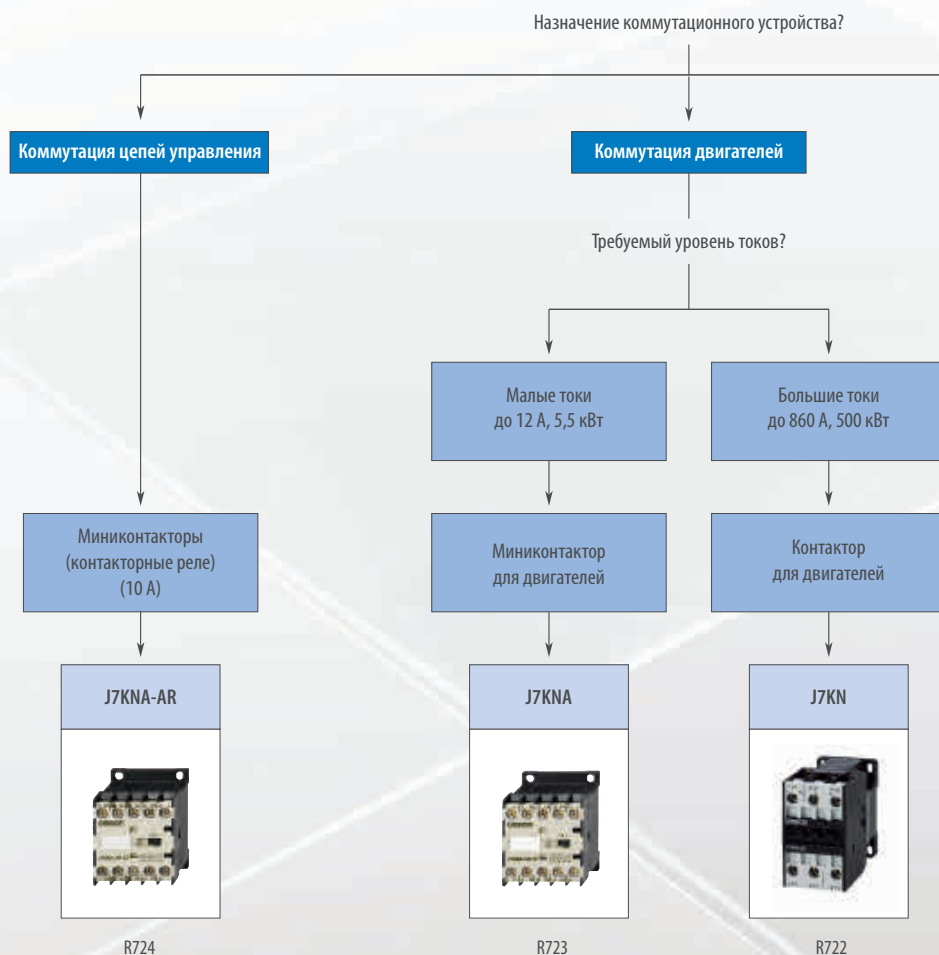 Назначение коммутационного устройства?
Коммутация цепей управления
Коммутация двигателей
Требуемый уровень токов?
Малые токи
до 12 А, 5,5 кВт
Большие токи
до 860 А, 500 кВт
Миниконтакторы
(контакторные реле)
(10 А)
Миниконтактор
для двигателей
Контактор
для двигателей
J7KNA-AR
J7KNA
J7KN
R724
R723
R722